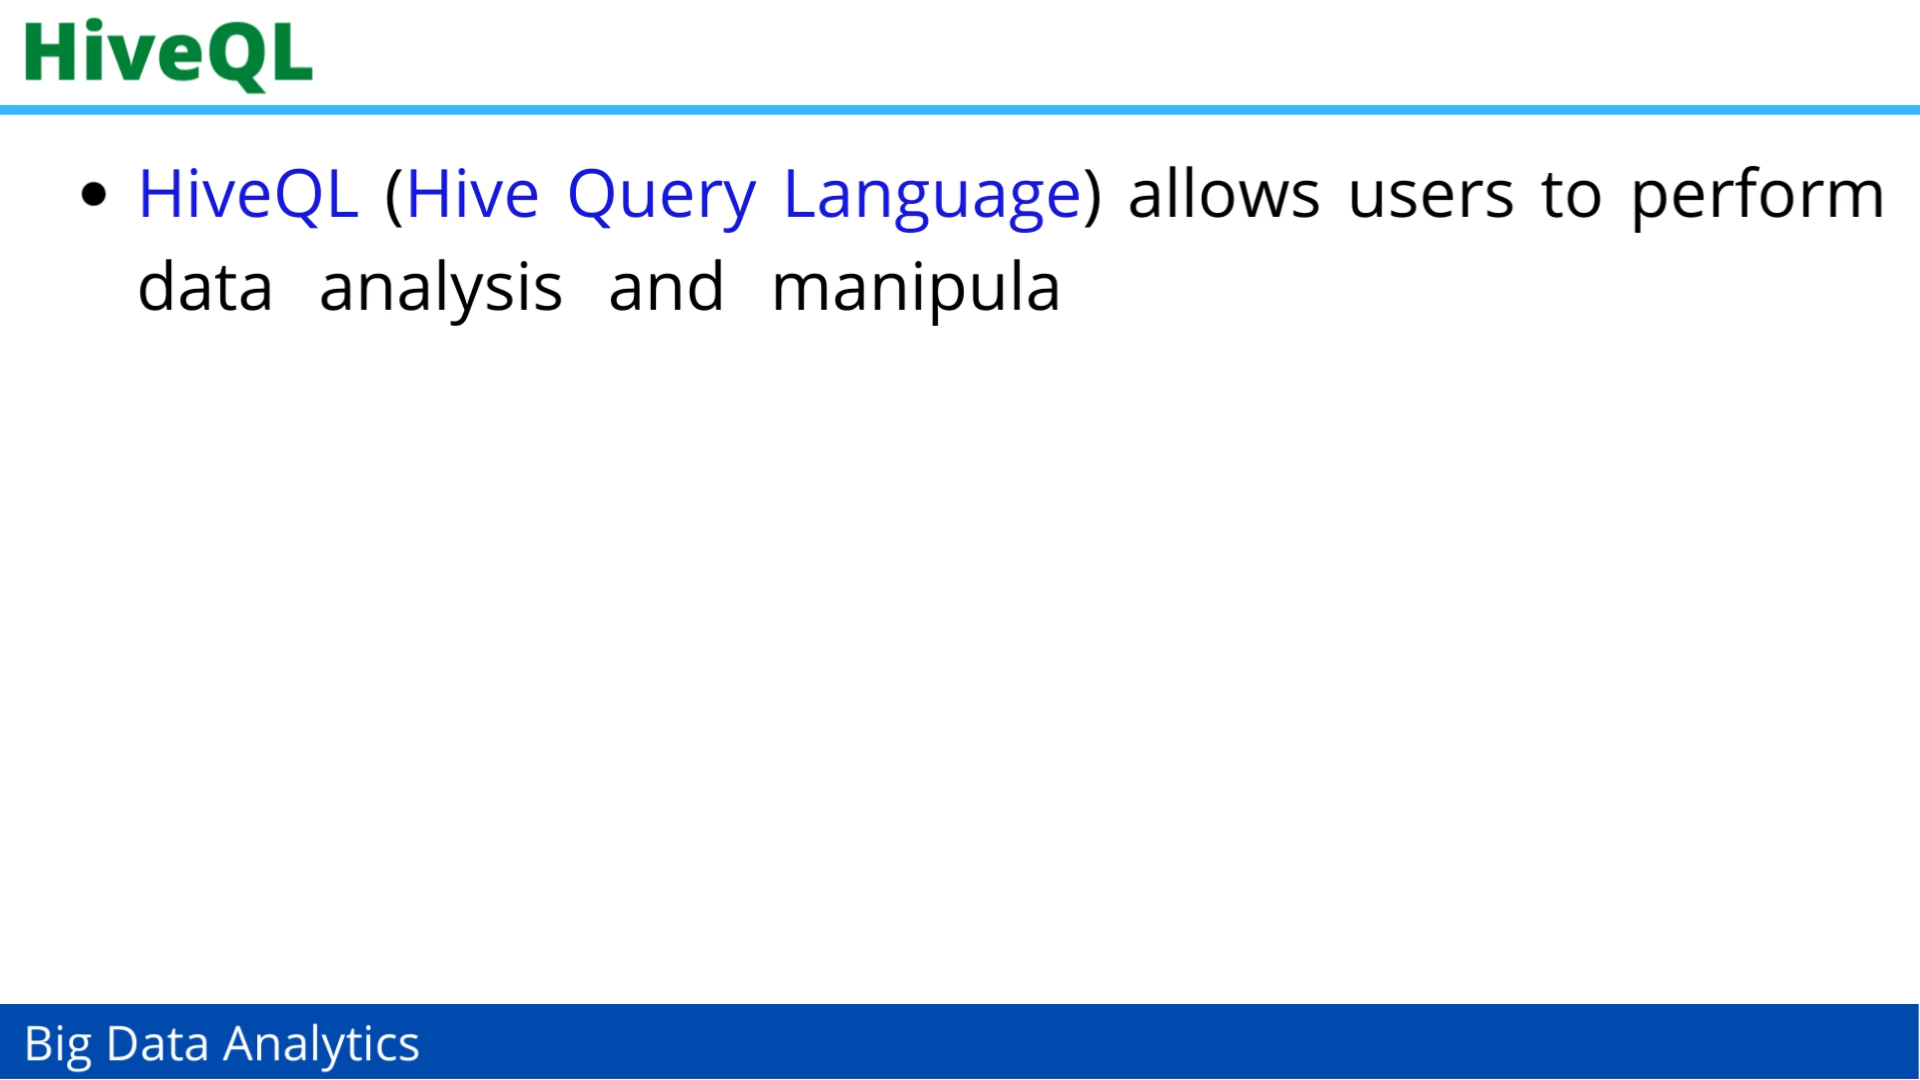 HiveQL
• HiveQL (Hive Query Language) allows users to perform
data analysis and manipula
Big Data Analytics